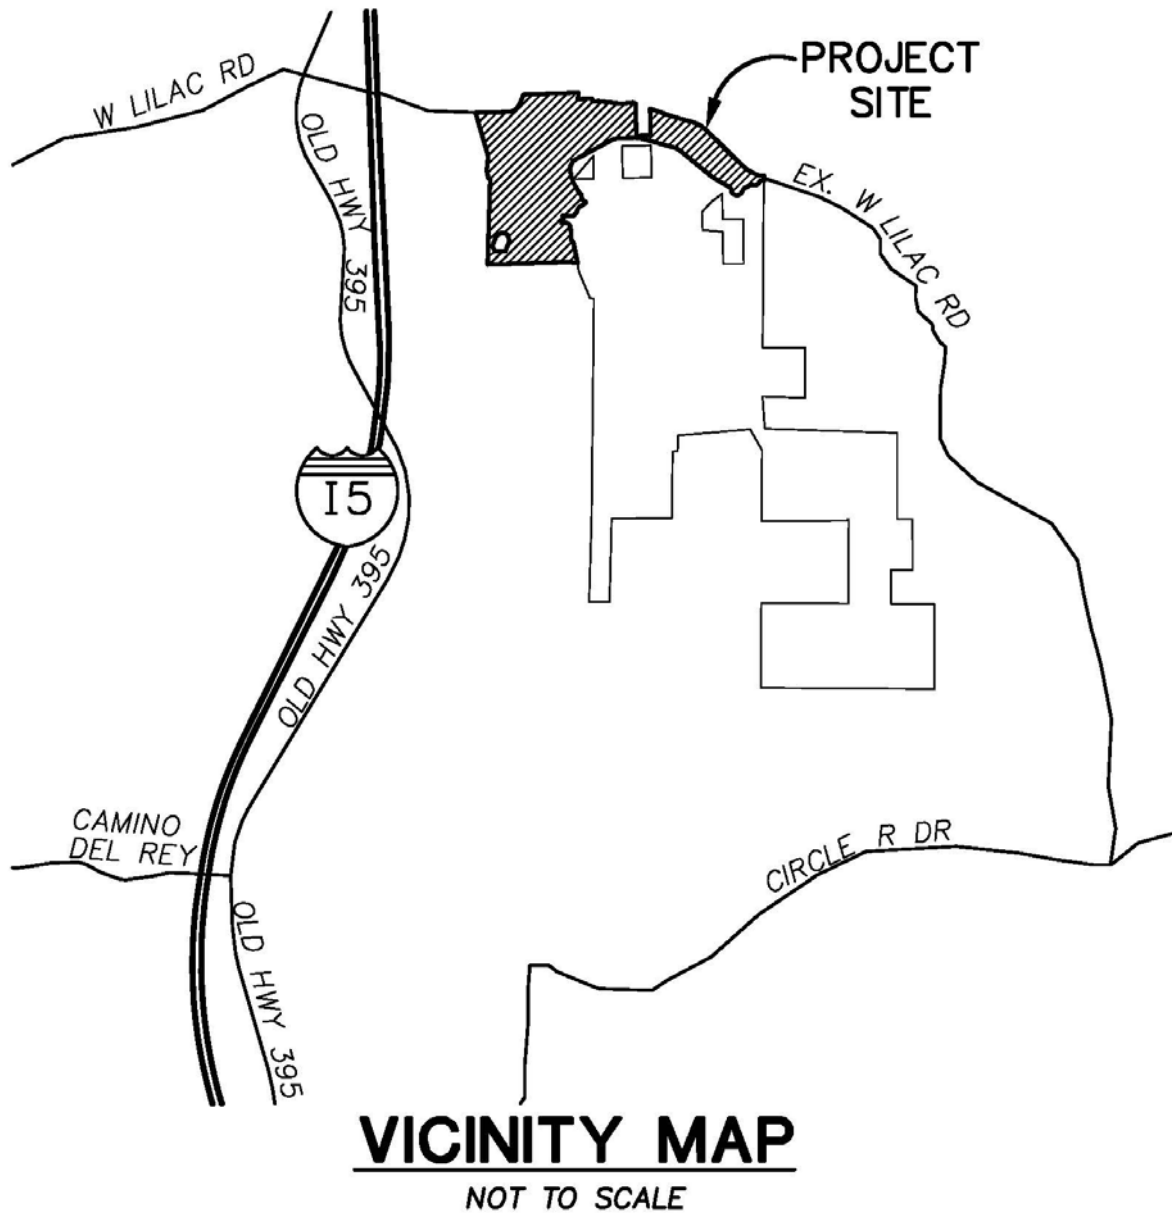 PROJECT
SITE
W LILAC RD
OLD HWY 395
EX. W LILAC RD
I5
OLD HWY 395
CAMINO
DEL REY
CIRCLE R DR
OLD HWY 395
VICINITY MAP
NOT TO SCALE